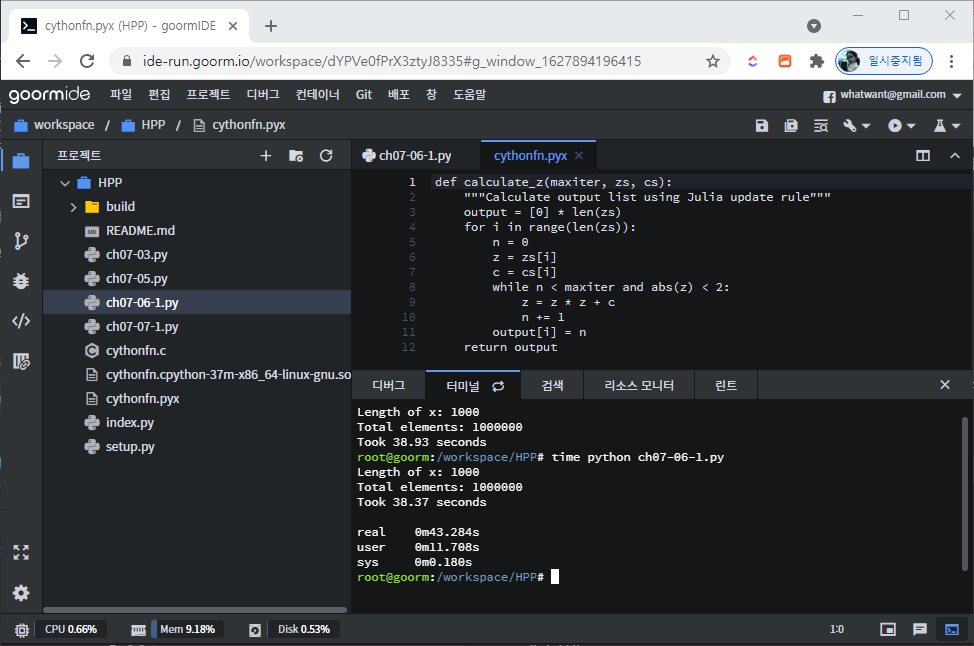 cythonfn.pyx (HPP) - goormIDE
ide-run.goorm.io/workspace/dYPVe0fPrX3ztyJ8335#g_window_1627894196415
일시중지됨
goormide 파일 편집 프로젝트 디버그 컨테이너 Git 배포 창 도움말 whatwant@gmail.com
workspace / HPP / cythonfn.pyx
프로젝트
HPP
build
README.md
ch07-03.py
ch07-05.py
ch07-06-1.py
ch07-07-1.py
cythonfn.c
cythonfn.cpython-37m-x86_64-linux-gnu.so
cythonfn.pyx
index.py
setup.py
ch07-06-1.py cythonfn.pyx
1 def calculate_z(maxiter, zs, cs):
2 """Calculate output list using Julia update rule"""
3 output = [0] * len(zs)
4 for i in range(len(zs)):
5 n = 0
6 z = zs[i]
7 c = cs[i]
8 while n < maxiter and abs(z) < 2:
9 z = z * z + c
10 n += 1
11 output[i] = n
12 return output
디버그 터미널 검색 리소스 모니터 린트
Length of x: 1000
Total elements: 1000000
Took 38.93 seconds
root@goorm:/workspace/HPP# time python ch07-06-1.py
Length of x: 1000
Total elements: 1000000
Took 38.37 seconds
real 0m43.284s
user 0m11.708s
sys 0m0.180s
root@goorm:/workspace/HPP#
CPU 0.66% Mem 9.18% Disk 0.53% 1:0